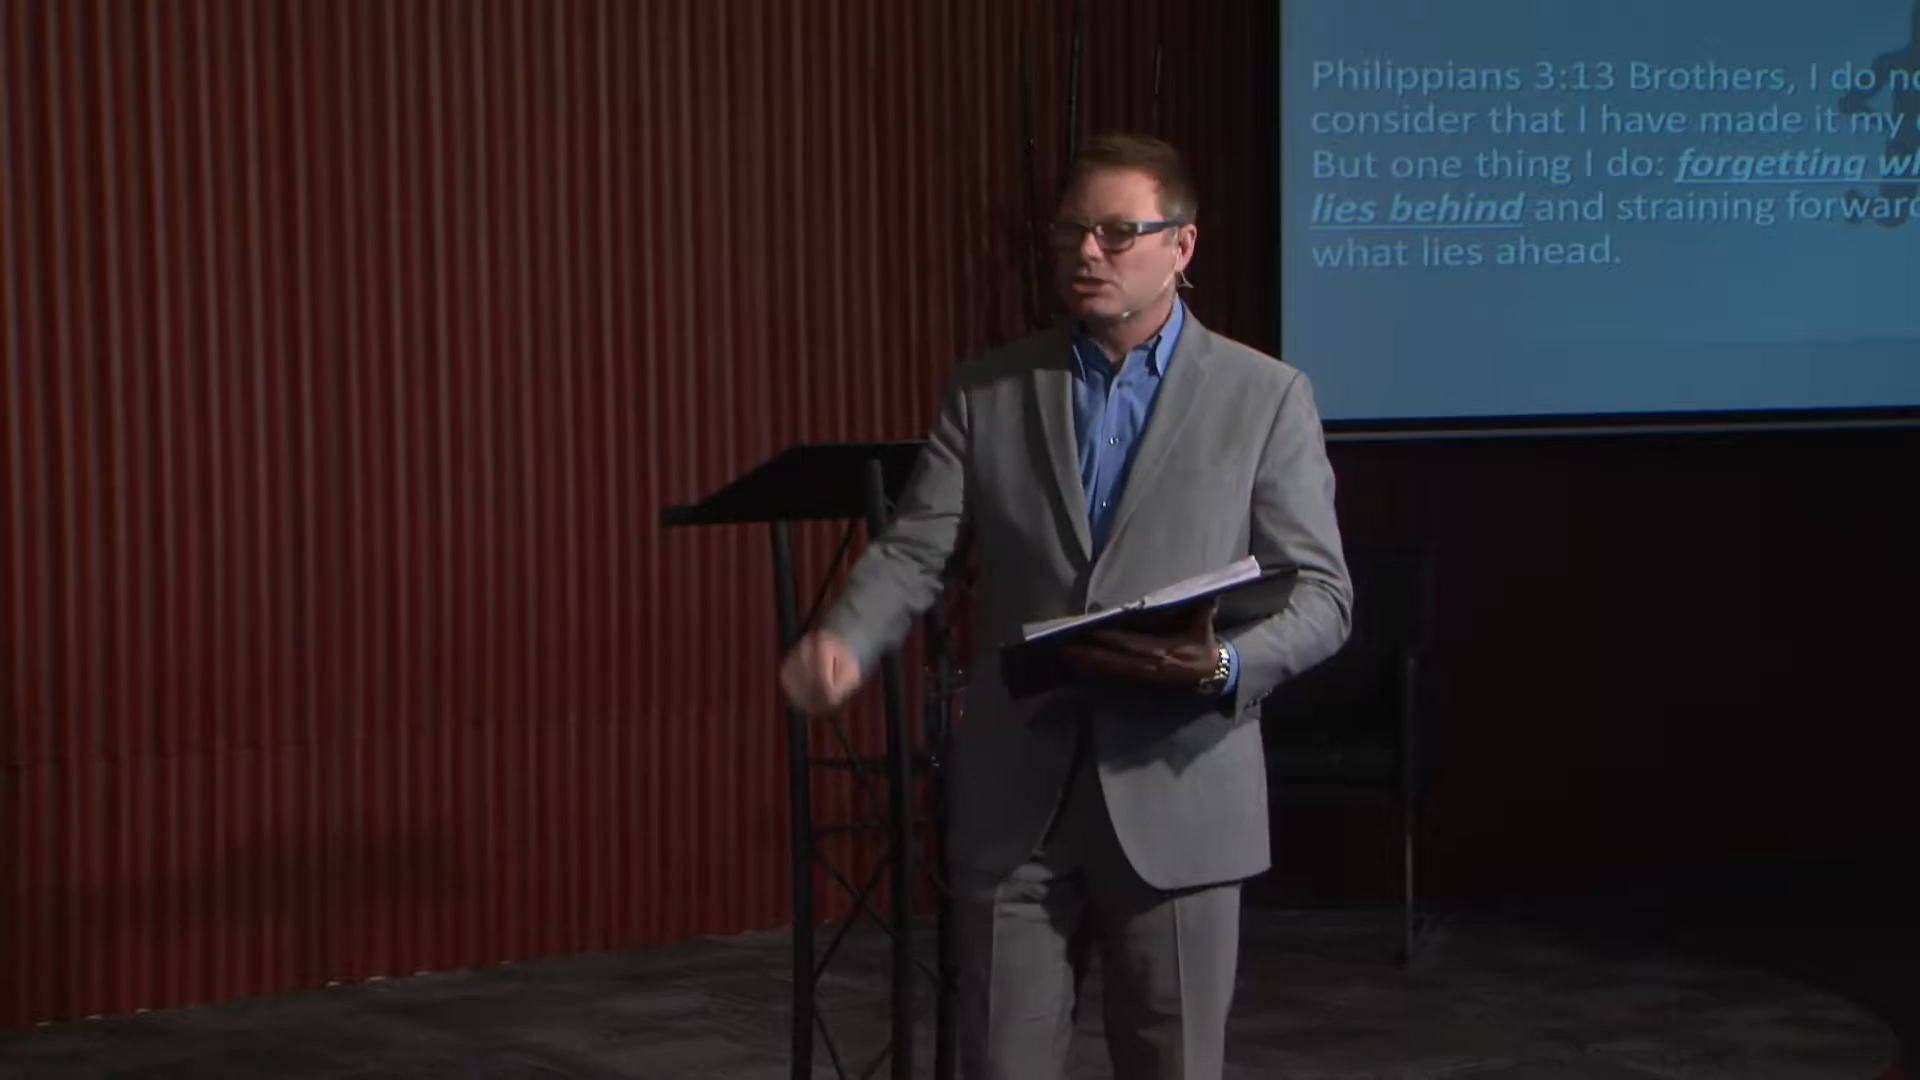 Philippians 3:13 Brothers, I do
consider that I have made it my
But one thing I do: forgetting
lies behind and straining forward
what lies ahead.